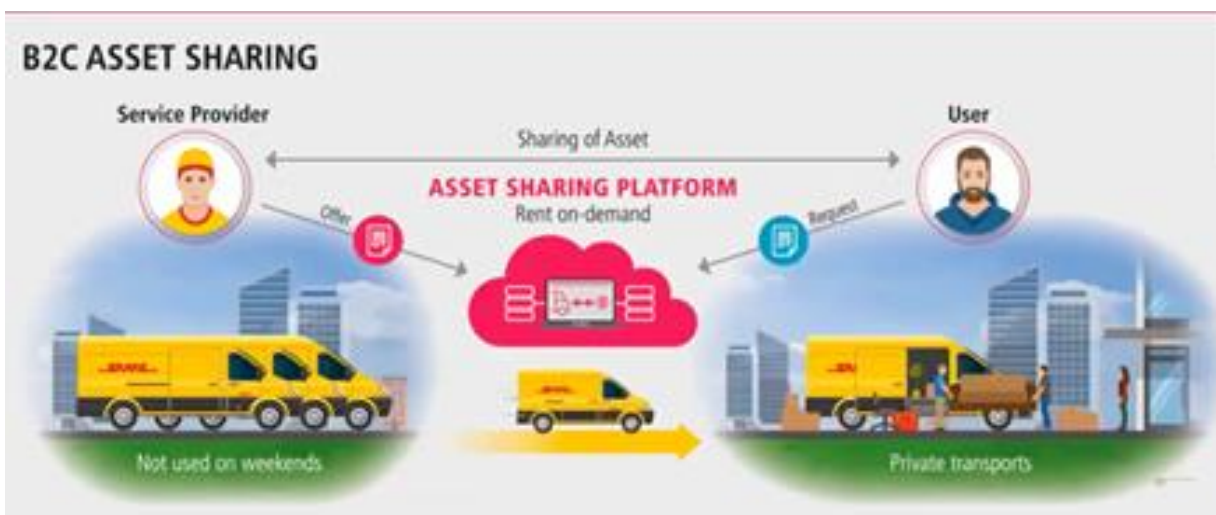 B2C ASSET SHARING
Service Provider
User
Sharing of Asset
ASSET SHARING PLATFORM
Rent on-demand
Offer
Request
Not used on weekends
Private transports